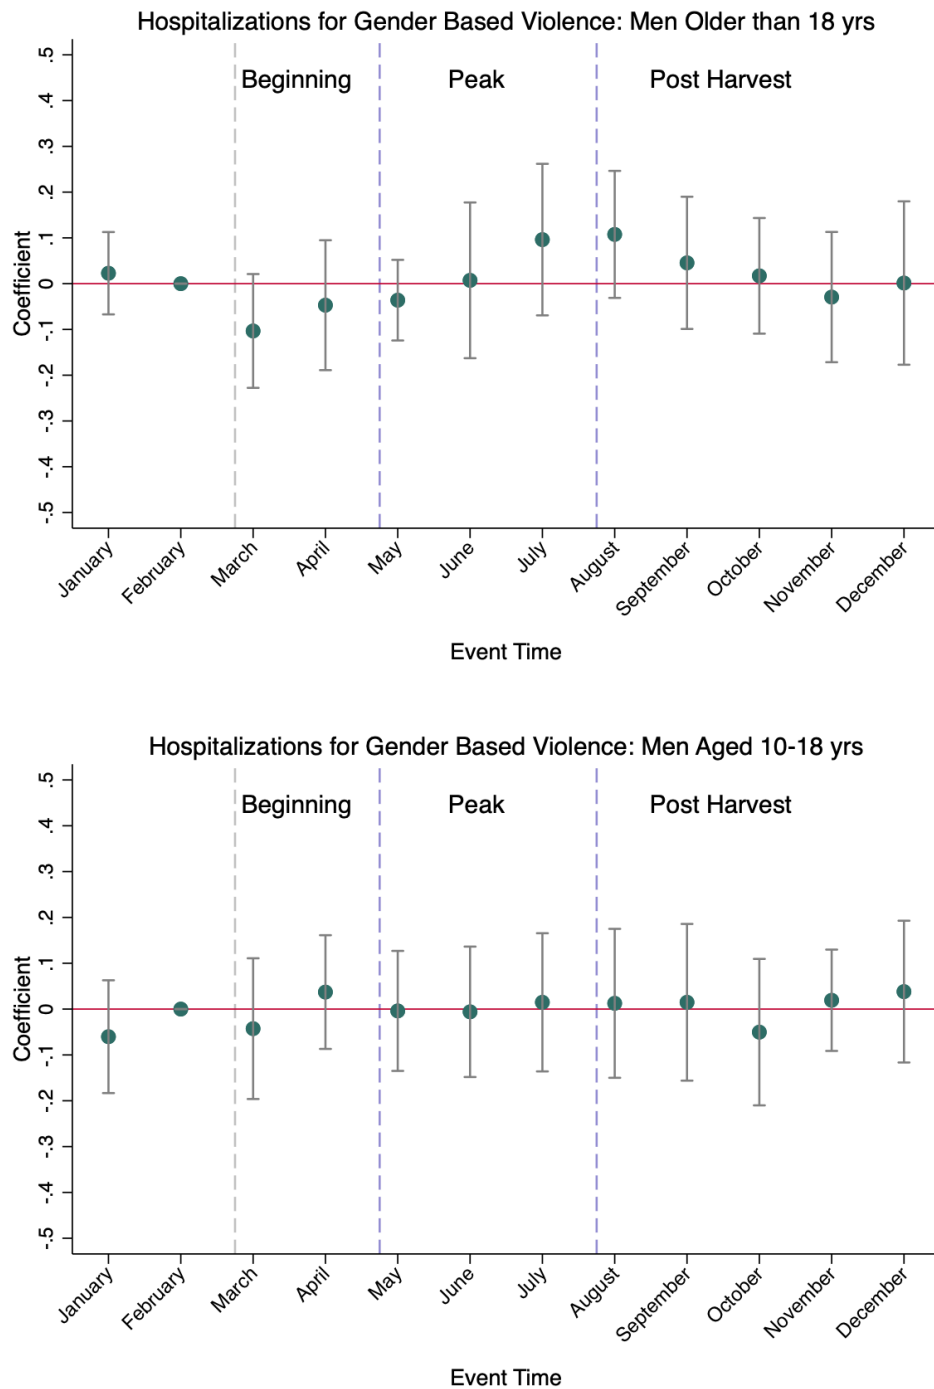 Hospitalizations for Gender Based Violence: Men Older than 18 yrs
Beginning Peak Post Harvest
Coefficient
.5
.4
.3
.2
.1
0
-.1
-.2
-.3
-.4
-.5
January February March April May June July August September October November December
Event Time
Hospitalizations for Gender Based Violence: Men Aged 10-18 yrs
Beginning Peak Post Harvest
Coefficient
.5
.4
.3
.2
.1
0
-.1
-.2
-.3
-.4
-.5
January February March April May June July August September October November December
Event Time